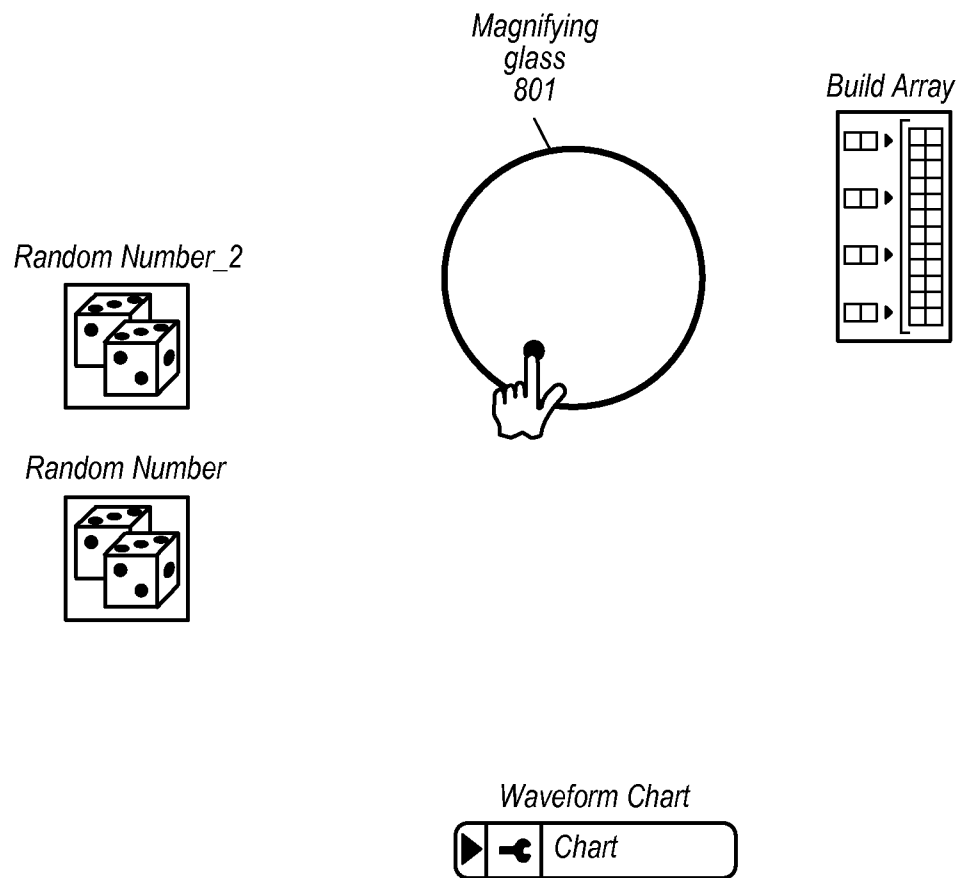 Magnifying
glass
801
Build Array
Random Number_2
Random Number
Waveform Chart
Chart